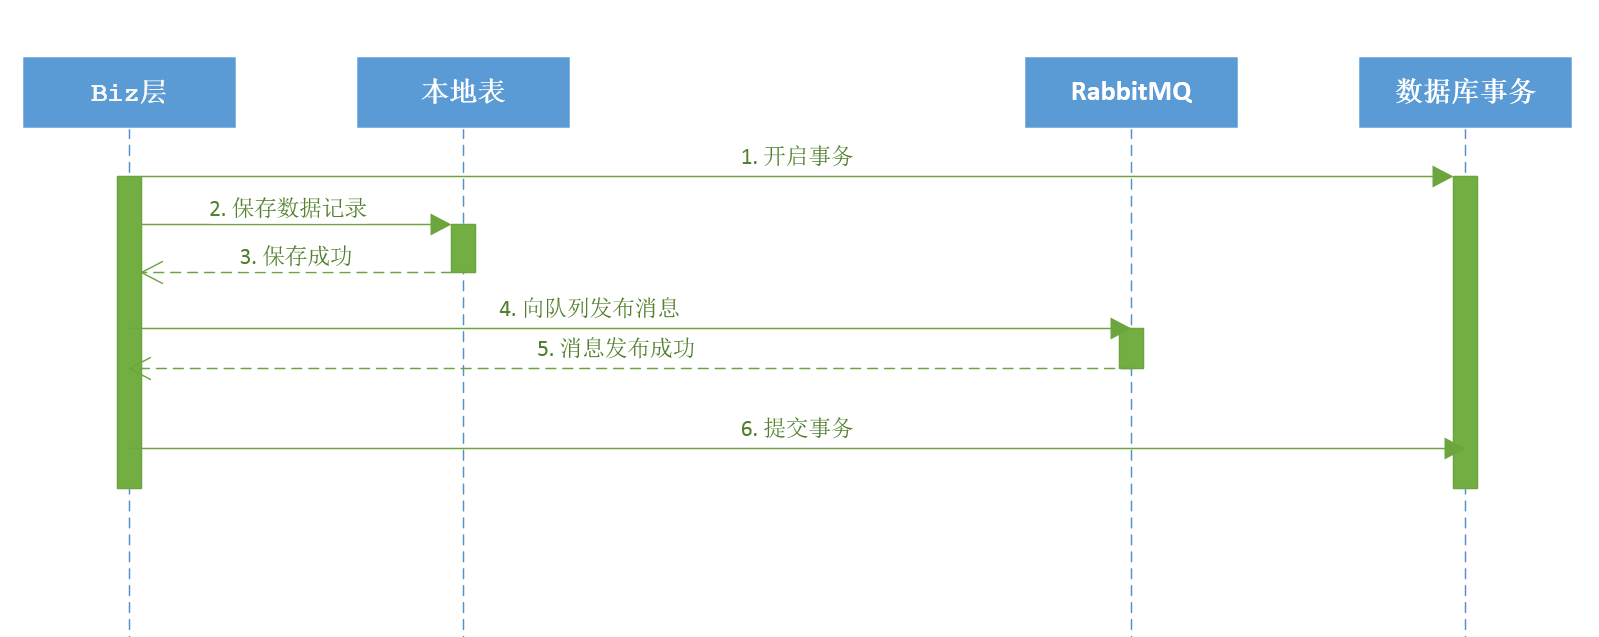 Biz层
本地表
RabbitMQ
数据库事务
1. 开启事务
2. 保存数据记录
3. 保存成功
4. 向队列发布消息
5. 消息发布成功
6. 提交事务